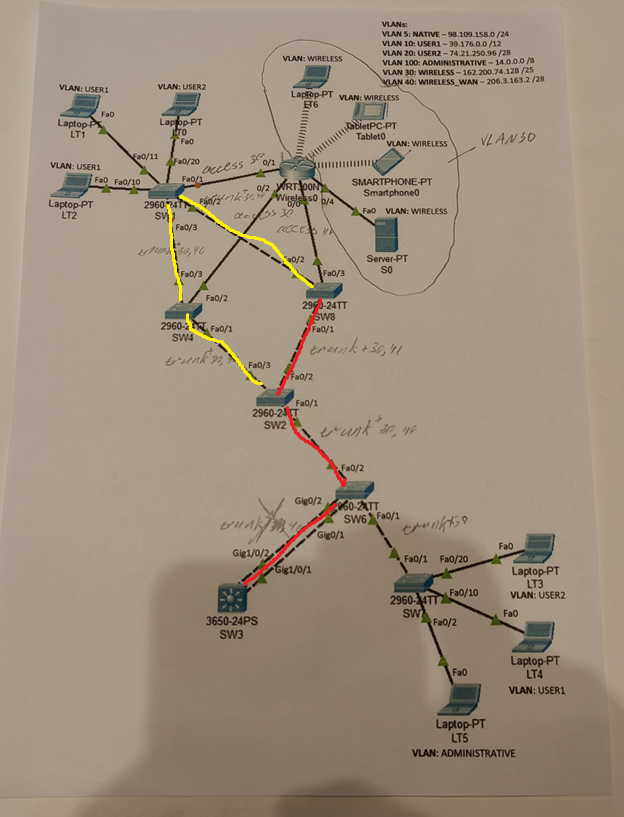 VLANs:
VLAN 5: NATIVE – 98.109.158.0 /24
VLAN 10: USER1 – 39.176.0.0 /12
VLAN 20: USER2 – 74.21.250.96 /28
VLAN 100: ADMINISTRATIVE – 14.0.0.0 /8
VLAN 30: WIRELESS – 162.200.74.128 /25
VLAN 40: WIRELESS_WAN – 206.3.163.2 /28
VLAN: WIRELESS
Laptop-PT
LT6
VLAN: USER1
VLAN: USER2
Laptop-PT
LT1
Fa0
Laptop-PT
LT0
Fa0
VLAN: WIRELESS
TabletPC-PT
Tablet0
VLAN 30
VLAN: WIRELESS
SMARTPHONE-PT
Smartphone0
Fa0/11
Fa0/20
VLAN: USER1
Laptop-PT
LT2
Fa0
Fa0/10
Fa0/1
access 30
0/1
WRT300N
Wireless0
0/2
0/0
0/4
2960-24TT
Fa0/2
trunk+30,40
access 30
access 40
Fa0
VLAN: WIRELESS
Server-PT
S0
Fa0/3
trunk+30,40
Fa0/3
Fa0/2
Fa0/2
Fa0/3
2960-24TT
SW4
Fa0/1
2960-24TT
SW8
Fa0/1
trunk
Fa0/3
trunk+30,41
Fa0/2
2960-24TT
SW2
Fa0/1
trunk+30,40
Fa0/2
2960-24TT
SW6
Gig0/2
Gig0/1
Fa0/1
trunk
trunk+30
Gig1/0/2
Gig1/0/1
3650-24PS
SW3
Fa0/1
2960-24TT
Fa0/20
Fa0
Laptop-PT
LT3
VLAN: USER2
Fa0/10
Fa0
Fa0/2
Laptop-PT
LT4
VLAN: USER1
Fa0
Laptop-PT
LT5
VLAN: ADMINISTRATIVE